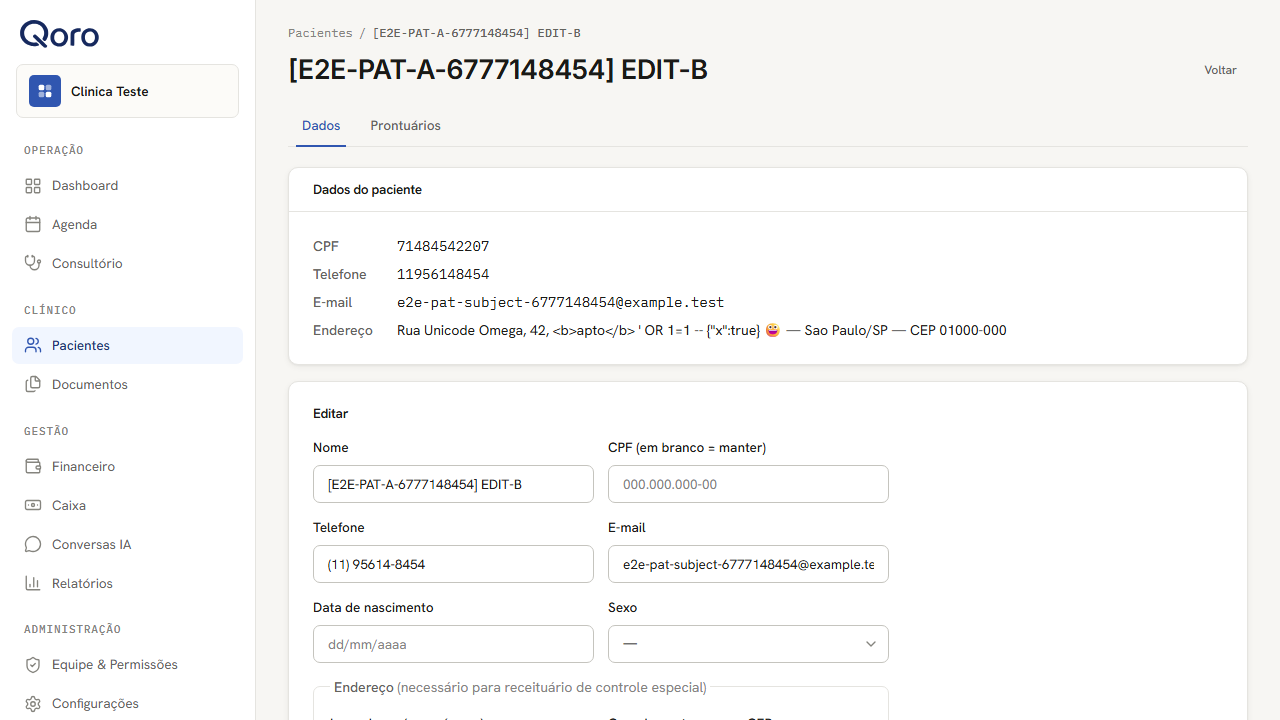 Qoro
Clinica Teste
OPERAÇÃO
Dashboard
Agenda
Consultório
CLÍNICO
Pacientes
Documentos
GESTÃO
Financeiro
Caixa
Conversas IA
Relatórios
ADMINISTRAÇÃO
Equipe & Permissões
Configurações
Pacientes / [E2E-PAT-A-6777148454] EDIT-B
[E2E-PAT-A-6777148454] EDIT-B
Voltar
Dados Prontuários
Dados do paciente
CPF 71484542207
Telefone 11956148454
E-mail e2e-pat-subject-6777148454@example.test
Endereço Rua Unicode Omega, 42, <b>apto</b> ' OR 1=1 -- {"x":true} 😀 — Sao Paulo/SP — CEP 01000-000
Editar
Nome CPF (em branco = manter)
[E2E-PAT-A-6777148454] EDIT-B 000.000.000-00
Telefone E-mail
(11) 95614-8454 e2e-pat-subject-6777148454@example.te
Data de nascimento Sexo
dd/mm/aaaa —
Endereço (necessário para receituário de controle especial)